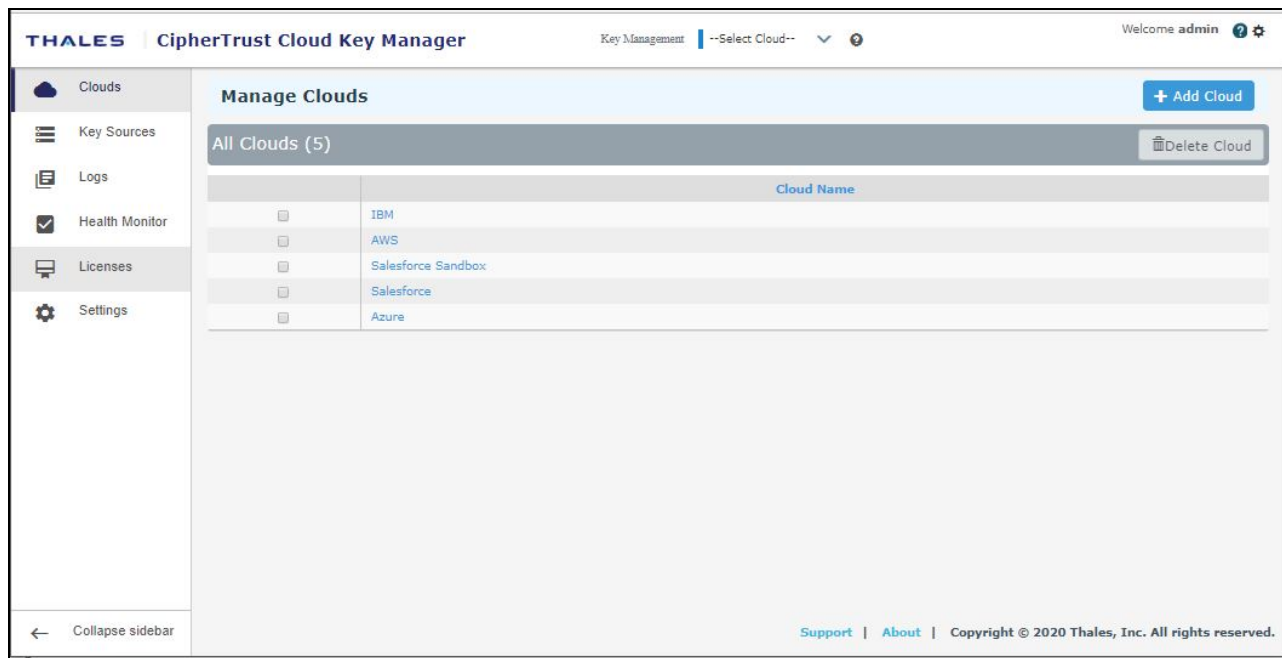 THALES CipherTrust Cloud Key Manager
Key Management --Select Cloud--
Welcome admin
Clouds
Key Sources
Logs
Health Monitor
Licenses
Settings
Manage Clouds
+ Add Cloud
All Clouds (5)
Delete Cloud
Cloud Name
IBM
AWS
Salesforce Sandbox
Salesforce
Azure
Collapse sidebar
Support | About | Copyright © 2020 Thales, Inc. All rights reserved.